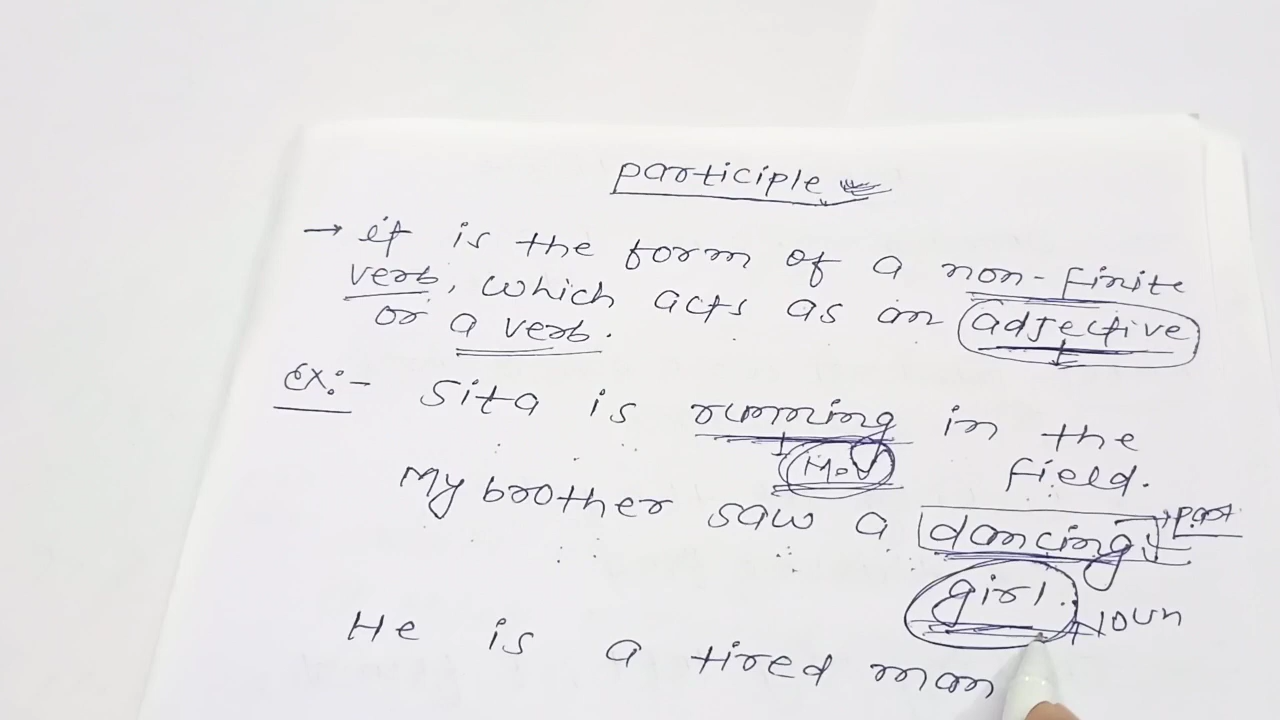 participle
→ it is the form of a non-finite
verb, which acts as an adjective
or a verb.
Ex:- Sita is running in the
field.
M.V
My brother saw a dancing
part.
girl.
noun
He is a tired man